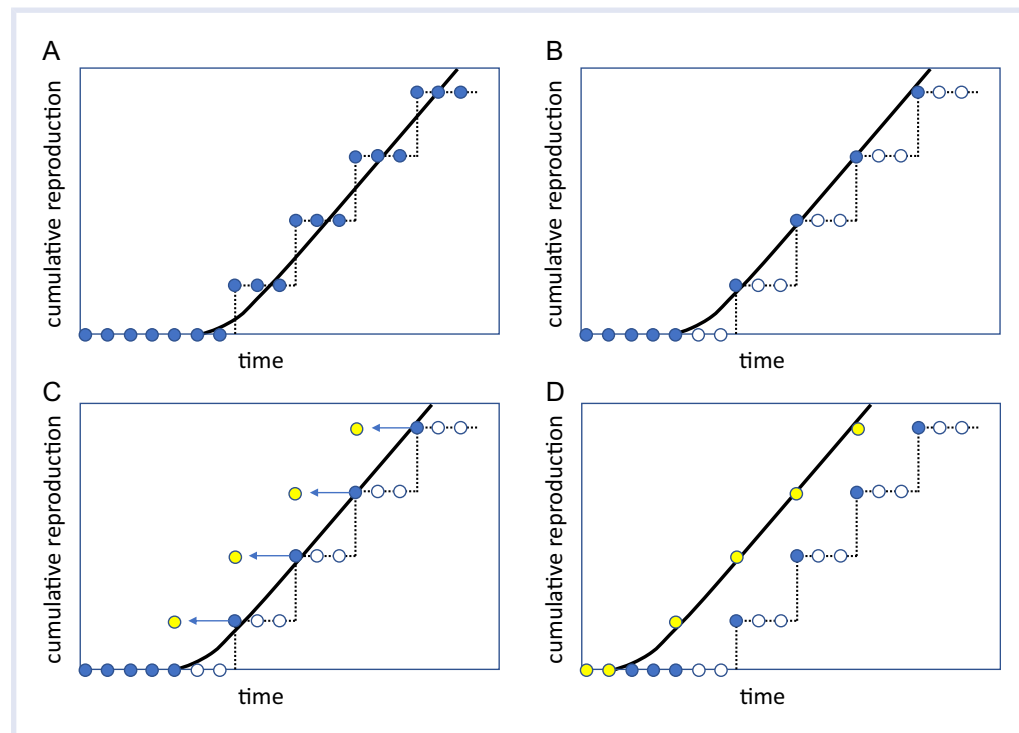 A
cumulative reproduction
time
B
cumulative reproduction
time
C
cumulative reproduction
time
D
cumulative reproduction
time